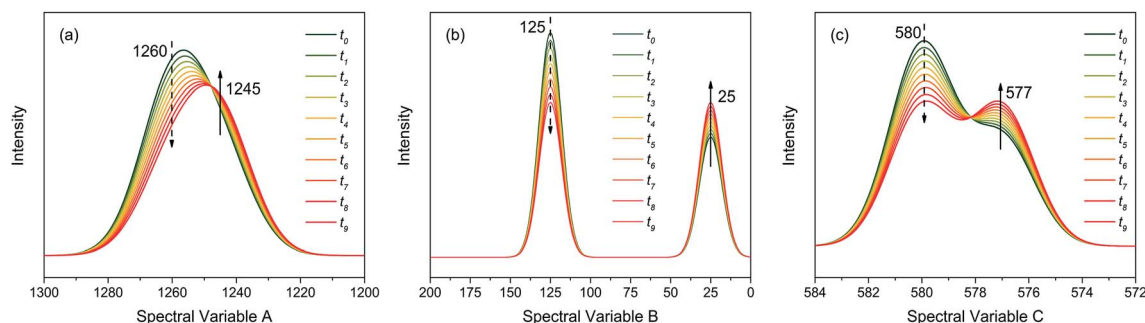 (a)
1260
1245
t0
t1
t2
t3
t4
t5
t6
t7
t8
t9
Intensity
1300 1280 1260 1240 1220 1200
Spectral Variable A
(b)
125
25
t0
t1
t2
t3
t4
t5
t6
t7
t8
t9
Intensity
200 175 150 125 100 75 50 25 0
Spectral Variable B
(c)
580
577
t0
t1
t2
t3
t4
t5
t6
t7
t8
t9
Intensity
584 582 580 578 576 574 572
Spectral Variable C